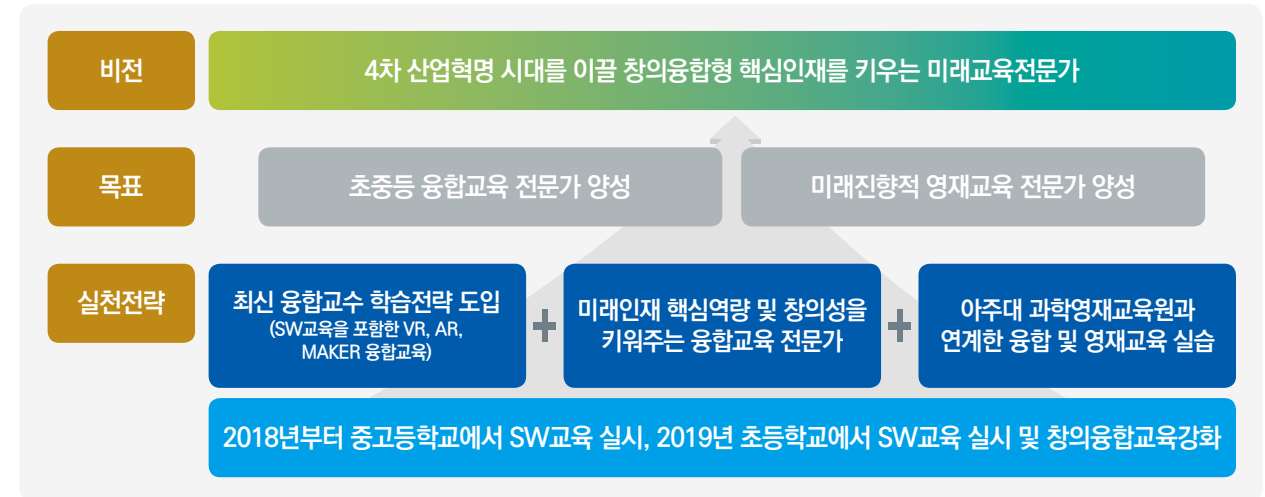 비전
4차 산업혁명 시대를 이끌 창의융합형 핵심인재를 키우는 미래교육전문가
목표
초중등 융합교육 전문가 양성
미래진향적 영재교육 전문가 양성
실천전략
최신 융합교수 학습전략 도입
(SW교육을 포함한 VR, AR,
MAKER 융합교육)
+
미래인재 핵심역량 및 창의성을
키워주는 융합교육 전문가
+
아주대 과학영재교육원과
연계한 융합 및 영재교육 실습
2018년부터 중고등학교에서 SW교육 실시, 2019년 초등학교에서 SW교육 실시 및 창의융합교육강화